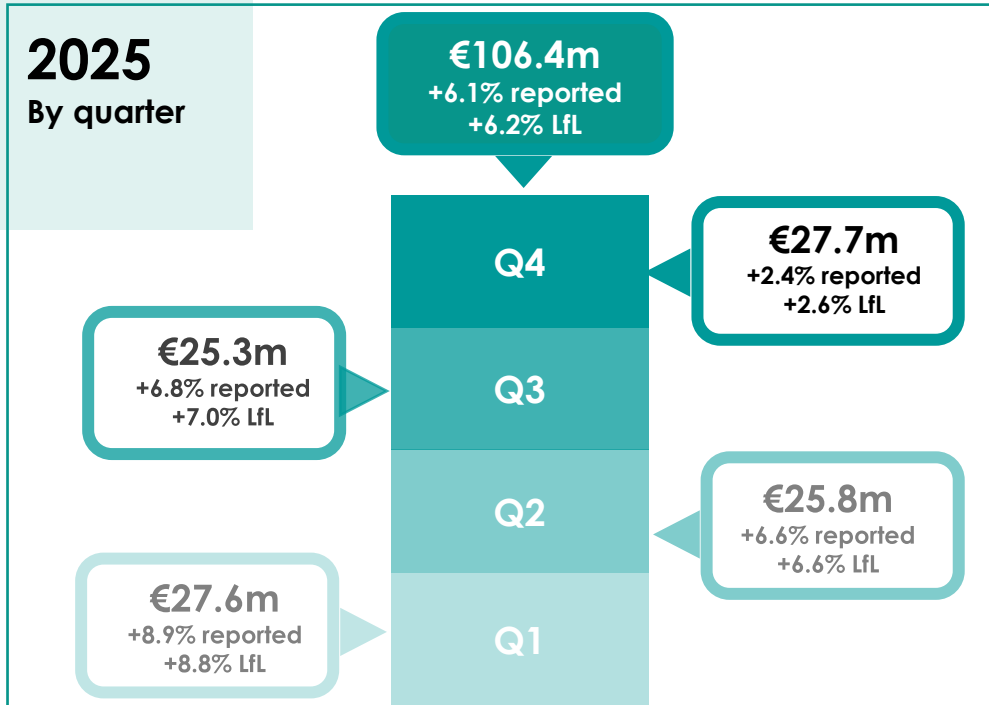 2025
By quarter
€106.4m
+6.1% reported
+6.2% LfL
Q4
€27.7m
+2.4% reported
+2.6% LfL
€25.3m
+6.8% reported
+7.0% LfL
Q3
Q2
€25.8m
+6.6% reported
+6.6% LfL
€27.6m
+8.9% reported
+8.8% LfL
Q1